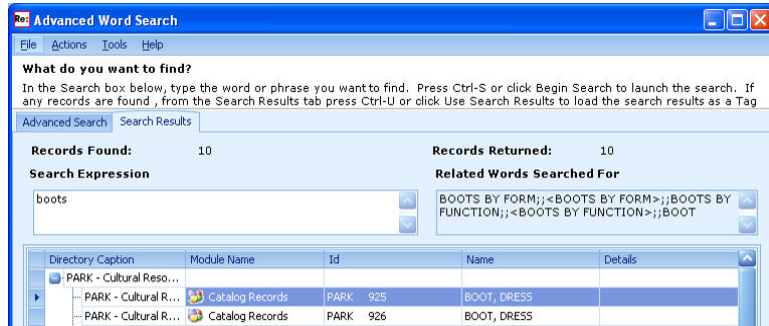 Re: Advanced Word Search
File Actions Tools Help
What do you want to find?
In the Search box below, type the word or phrase you want to find. Press Ctrl-S or click Begin Search to launch the search. If
any records are found , from the Search Results tab press Ctrl-U or click Use Search Results to load the search results as a Tag
Advanced Search Search Results
Records Found: 10 Records Returned: 10
Search Expression Related Words Searched For
boots BOOTS BY FORM;;<BOOTS BY FORM>;;BOOTS BY
FUNCTION;;<BOOTS BY FUNCTION>;;BOOT
Directory Caption Module Name Id Name Details
PARK - Cultural Reso...
PARK - Cultural R... Catalog Records PARK 925 BOOT, DRESS
PARK - Cultural R... Catalog Records PARK 926 BOOT, DRESS